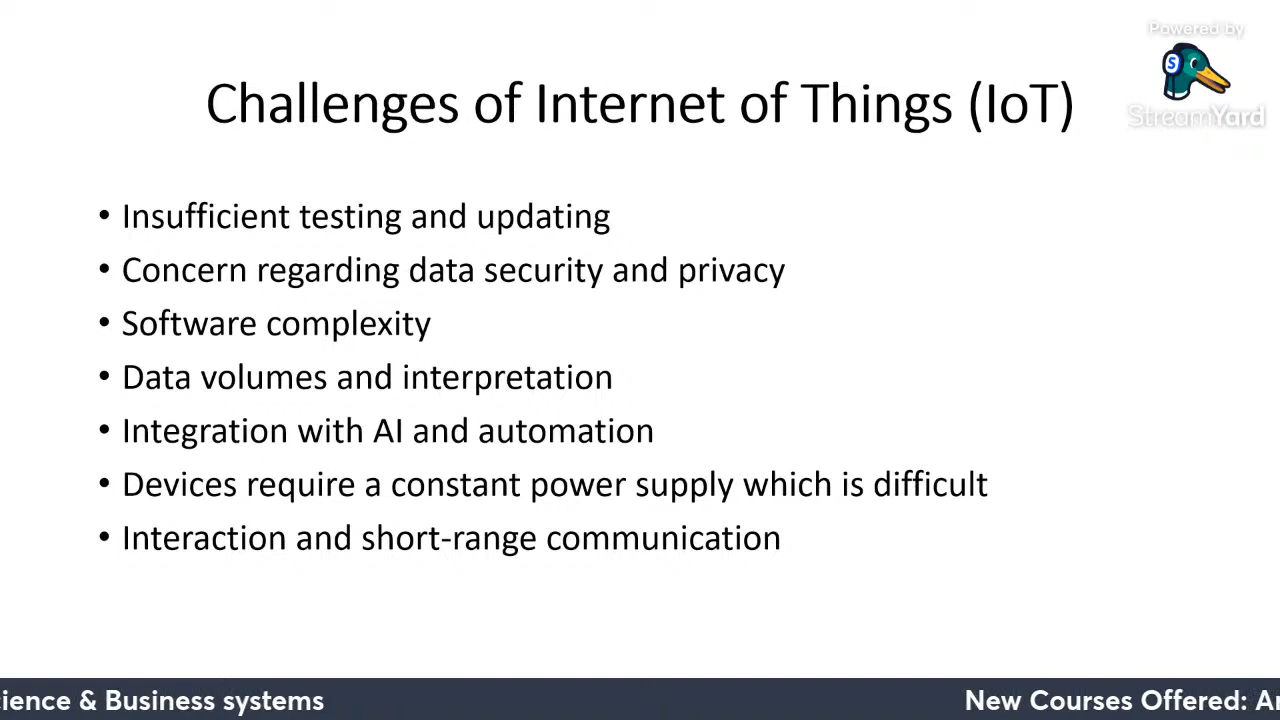 Powered by
S
StreamYard
Challenges of Internet of Things (IoT)
• Insufficient testing and updating
• Concern regarding data security and privacy
• Software complexity
• Data volumes and interpretation
• Integration with AI and automation
• Devices require a constant power supply which is difficult
• Interaction and short-range communication
cience & Business systems
New Courses Offered: Ar